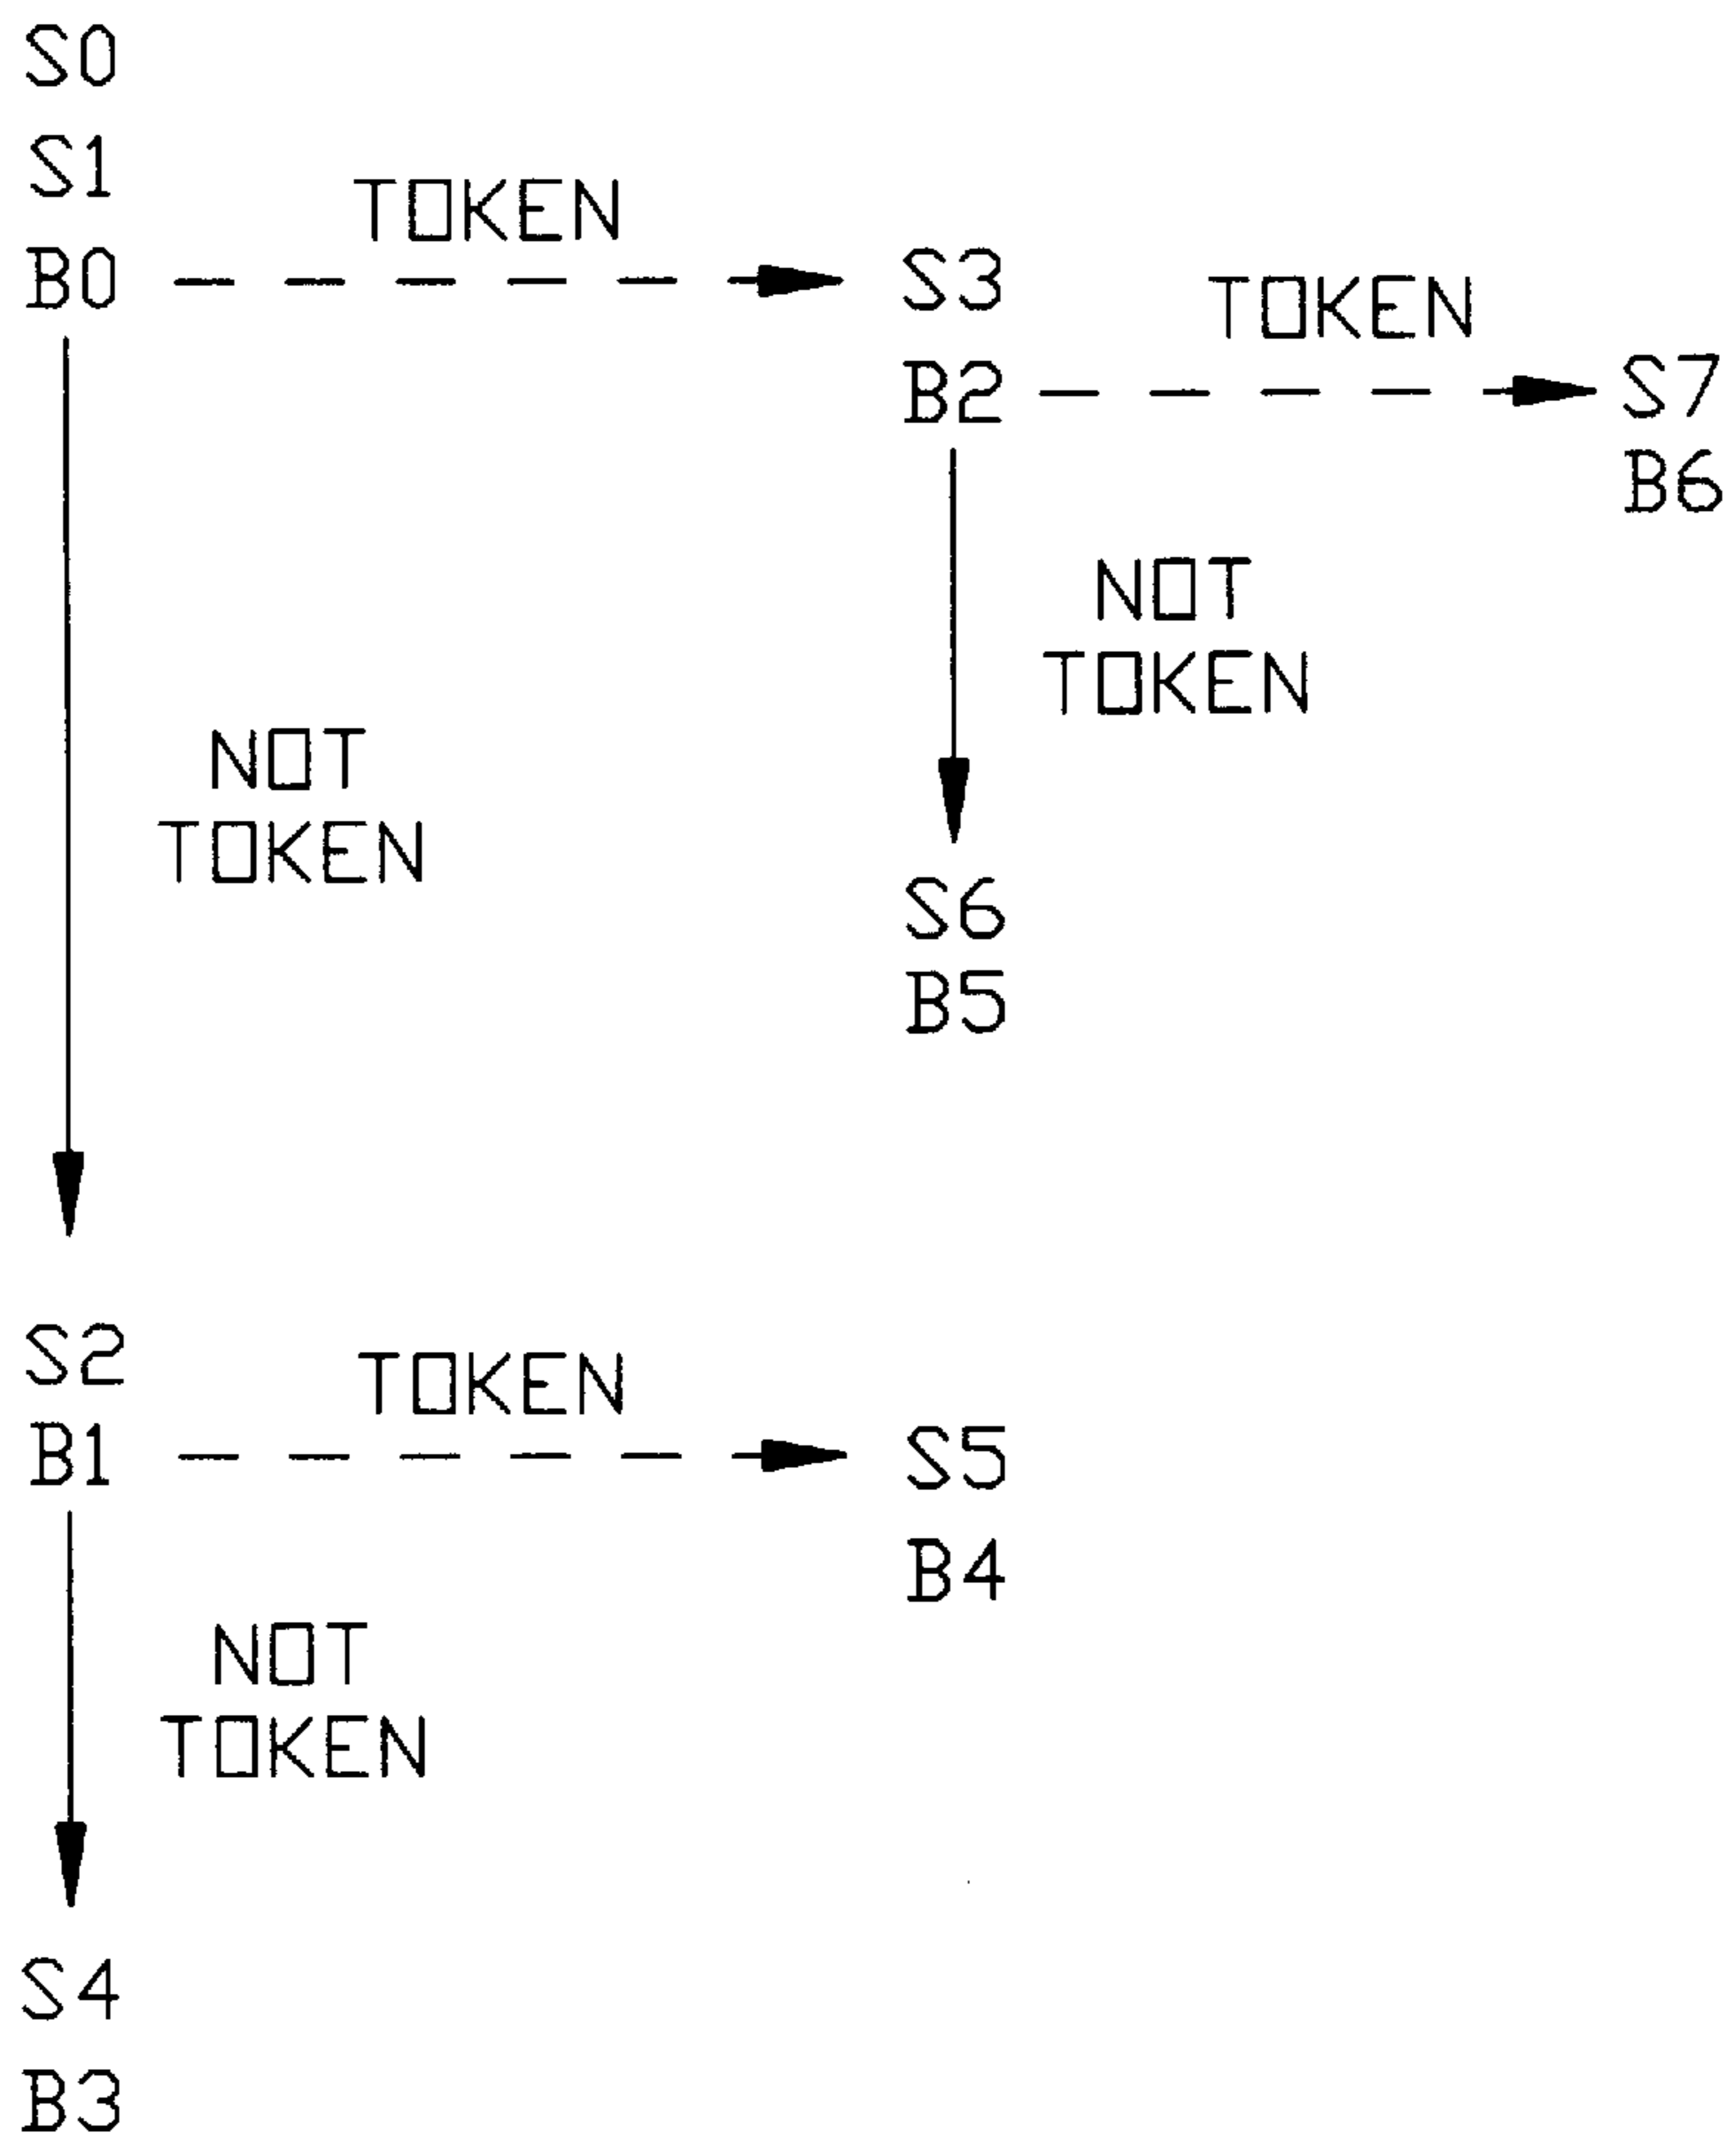 S0
S1
TOKEN
B0
S3
TOKEN
B2
S7
B6
NOT
TOKEN
NOT
TOKEN
S6
B5
S2
TOKEN
B1
S5
B4
NOT
TOKEN
S4
B3